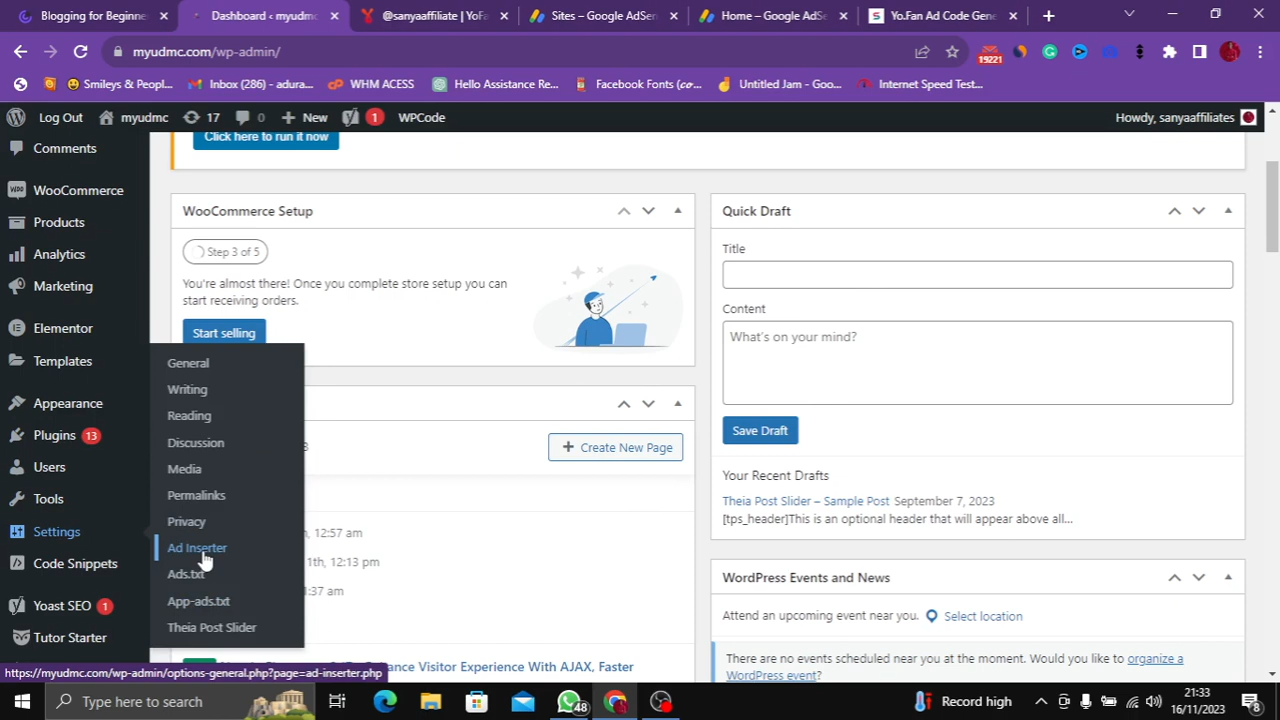 Blogging for Beginner
Dashboard ‹ myudmc
@sanyaaffiliate | YoFa
Sites – Google AdSen
Home – Google AdSe
Yo.Fan Ad Code Gene
myudmc.com/wp-admin/
19221
Smileys & Peopl...
Inbox (286) - adura...
WHM ACESS
Hello Assistance Re...
Facebook Fonts (𝓬𝓸...
Untitled Jam - Goo...
Internet Speed Test...
Log Out
myudmc
17
0
New
1
WPCode
Howdy, sanyaaffiliates
Comments
WooCommerce
Products
Analytics
Marketing
Elementor
Templates
Appearance
Plugins 13
Users
Tools
Settings
Code Snippets
Yoast SEO 1
Tutor Starter
General
Writing
Reading
Discussion
Media
Permalinks
Privacy
Ad Inserter
Ads.txt
App-ads.txt
Theia Post Slider
Click here to run it now
WooCommerce Setup
Step 3 of 5
You're almost there! Once you complete store setup you can
start receiving orders.
Start selling
Create New Page
12:57 am
12:13 pm
Visitor Experience With AJAX, Faster
Quick Draft
Title
Content
What's on your mind?
Save Draft
Your Recent Drafts
Theia Post Slider – Sample Post September 7, 2023
[tps_header]This is an optional header that will appear above all...
WordPress Events and News
Attend an upcoming event near you. Select location
There are no events scheduled near you at the moment. Would you like to organize a
WordPress event?
https://myudmc.com/wp-admin/options-general.php?page=ad-inserter.php
Type here to search
48
Record high
21:33
16/11/2023
8